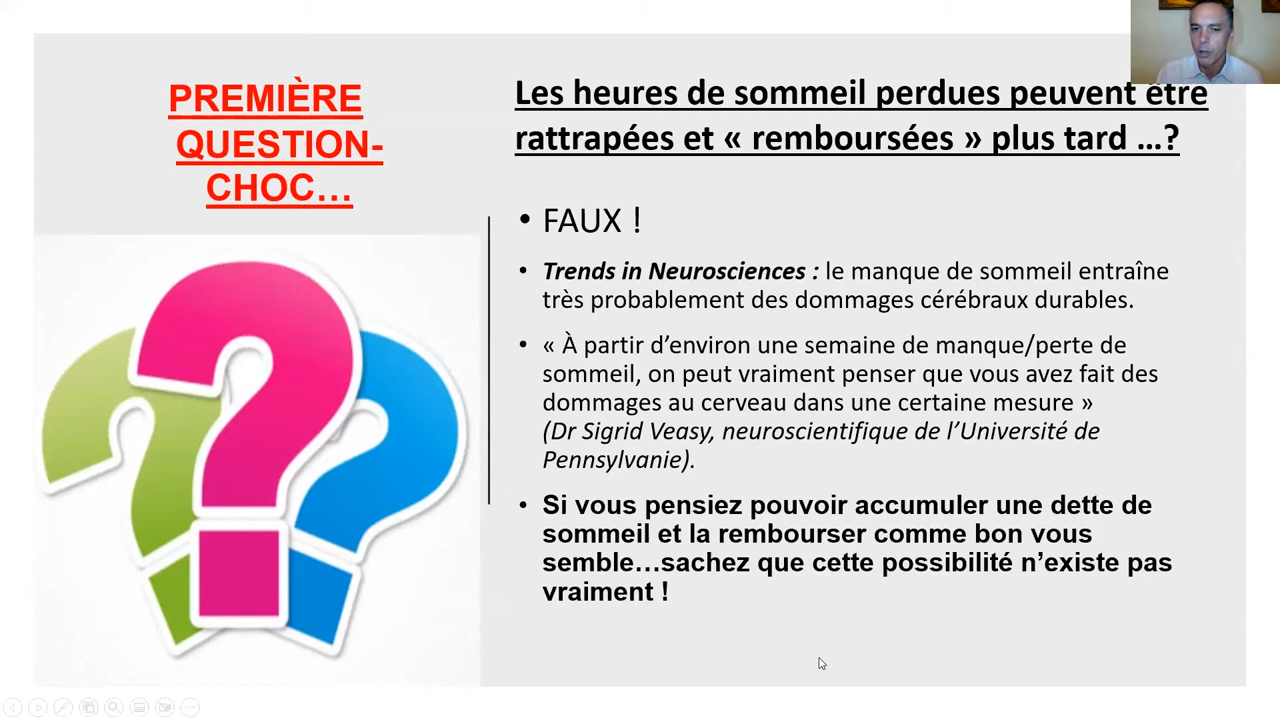 PREMIÈRE
QUESTION-
CHOC…
Les heures de sommeil perdues peuvent être
rattrapées et « remboursées » plus tard …?
• FAUX !
• Trends in Neurosciences : le manque de sommeil entraîne
très probablement des dommages cérébraux durables.
• « À partir d’environ une semaine de manque/perte de
sommeil, on peut vraiment penser que vous avez fait des
dommages au cerveau dans une certaine mesure »
(Dr Sigrid Veasy, neuroscientifique de l’Université de
Pennsylvanie).
• Si vous pensiez pouvoir accumuler une dette de
sommeil et la rembourser comme bon vous
semble…sachez que cette possibilité n’existe pas
vraiment !